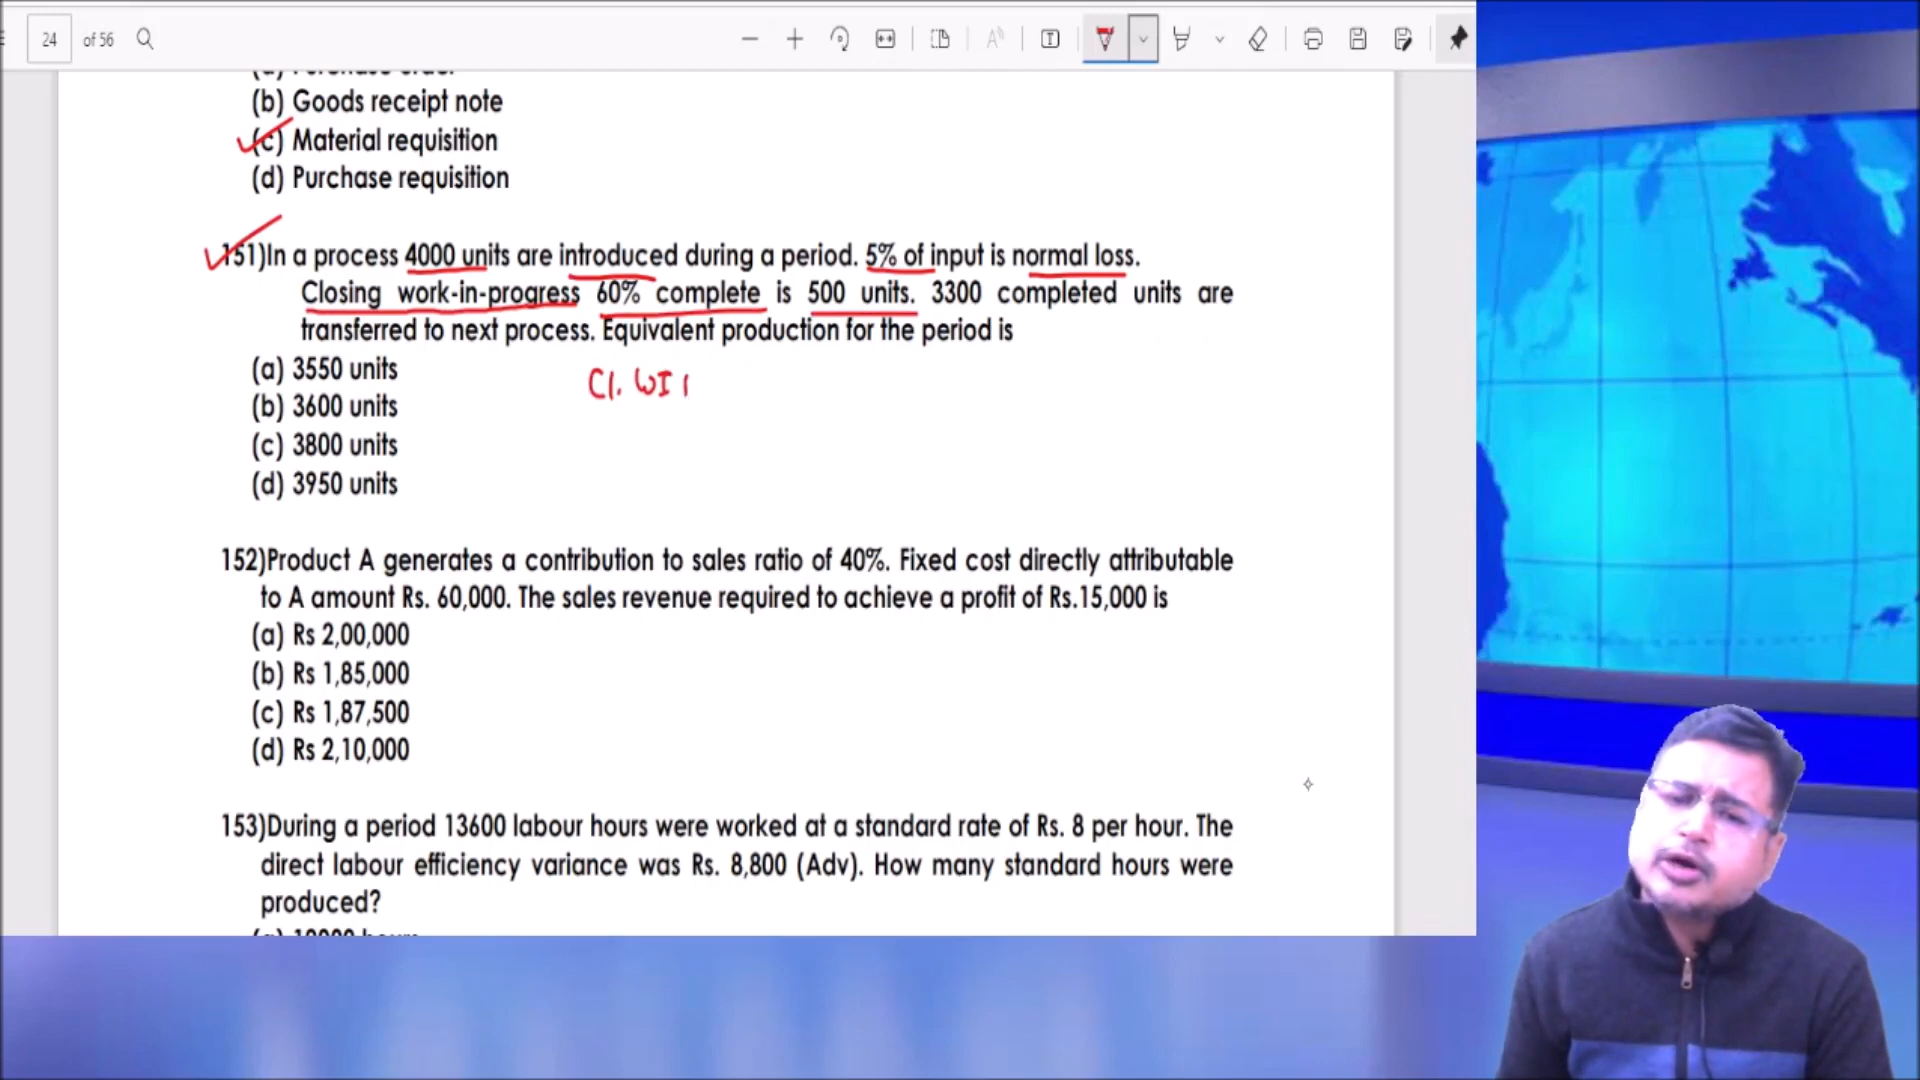 24 of 56
(b) Goods receipt note
(c) Material requisition
(d) Purchase requisition
151)In a process 4000 units are introduced during a period. 5% of input is normal loss.
Closing work-in-progress 60% complete is 500 units. 3300 completed units are
transferred to next process. Equivalent production for the period is
(a) 3550 units
Cl. WI
(b) 3600 units
(c) 3800 units
(d) 3950 units
152)Product A generates a contribution to sales ratio of 40%. Fixed cost directly attributable
to A amount Rs. 60,000. The sales revenue required to achieve a profit of Rs.15,000 is
(a) Rs 2,00,000
(b) Rs 1,85,000
(c) Rs 1,87,500
(d) Rs 2,10,000
153)During a period 13600 labour hours were worked at a standard rate of Rs. 8 per hour. The
direct labour efficiency variance was Rs. 8,800 (Adv). How many standard hours were
produced?